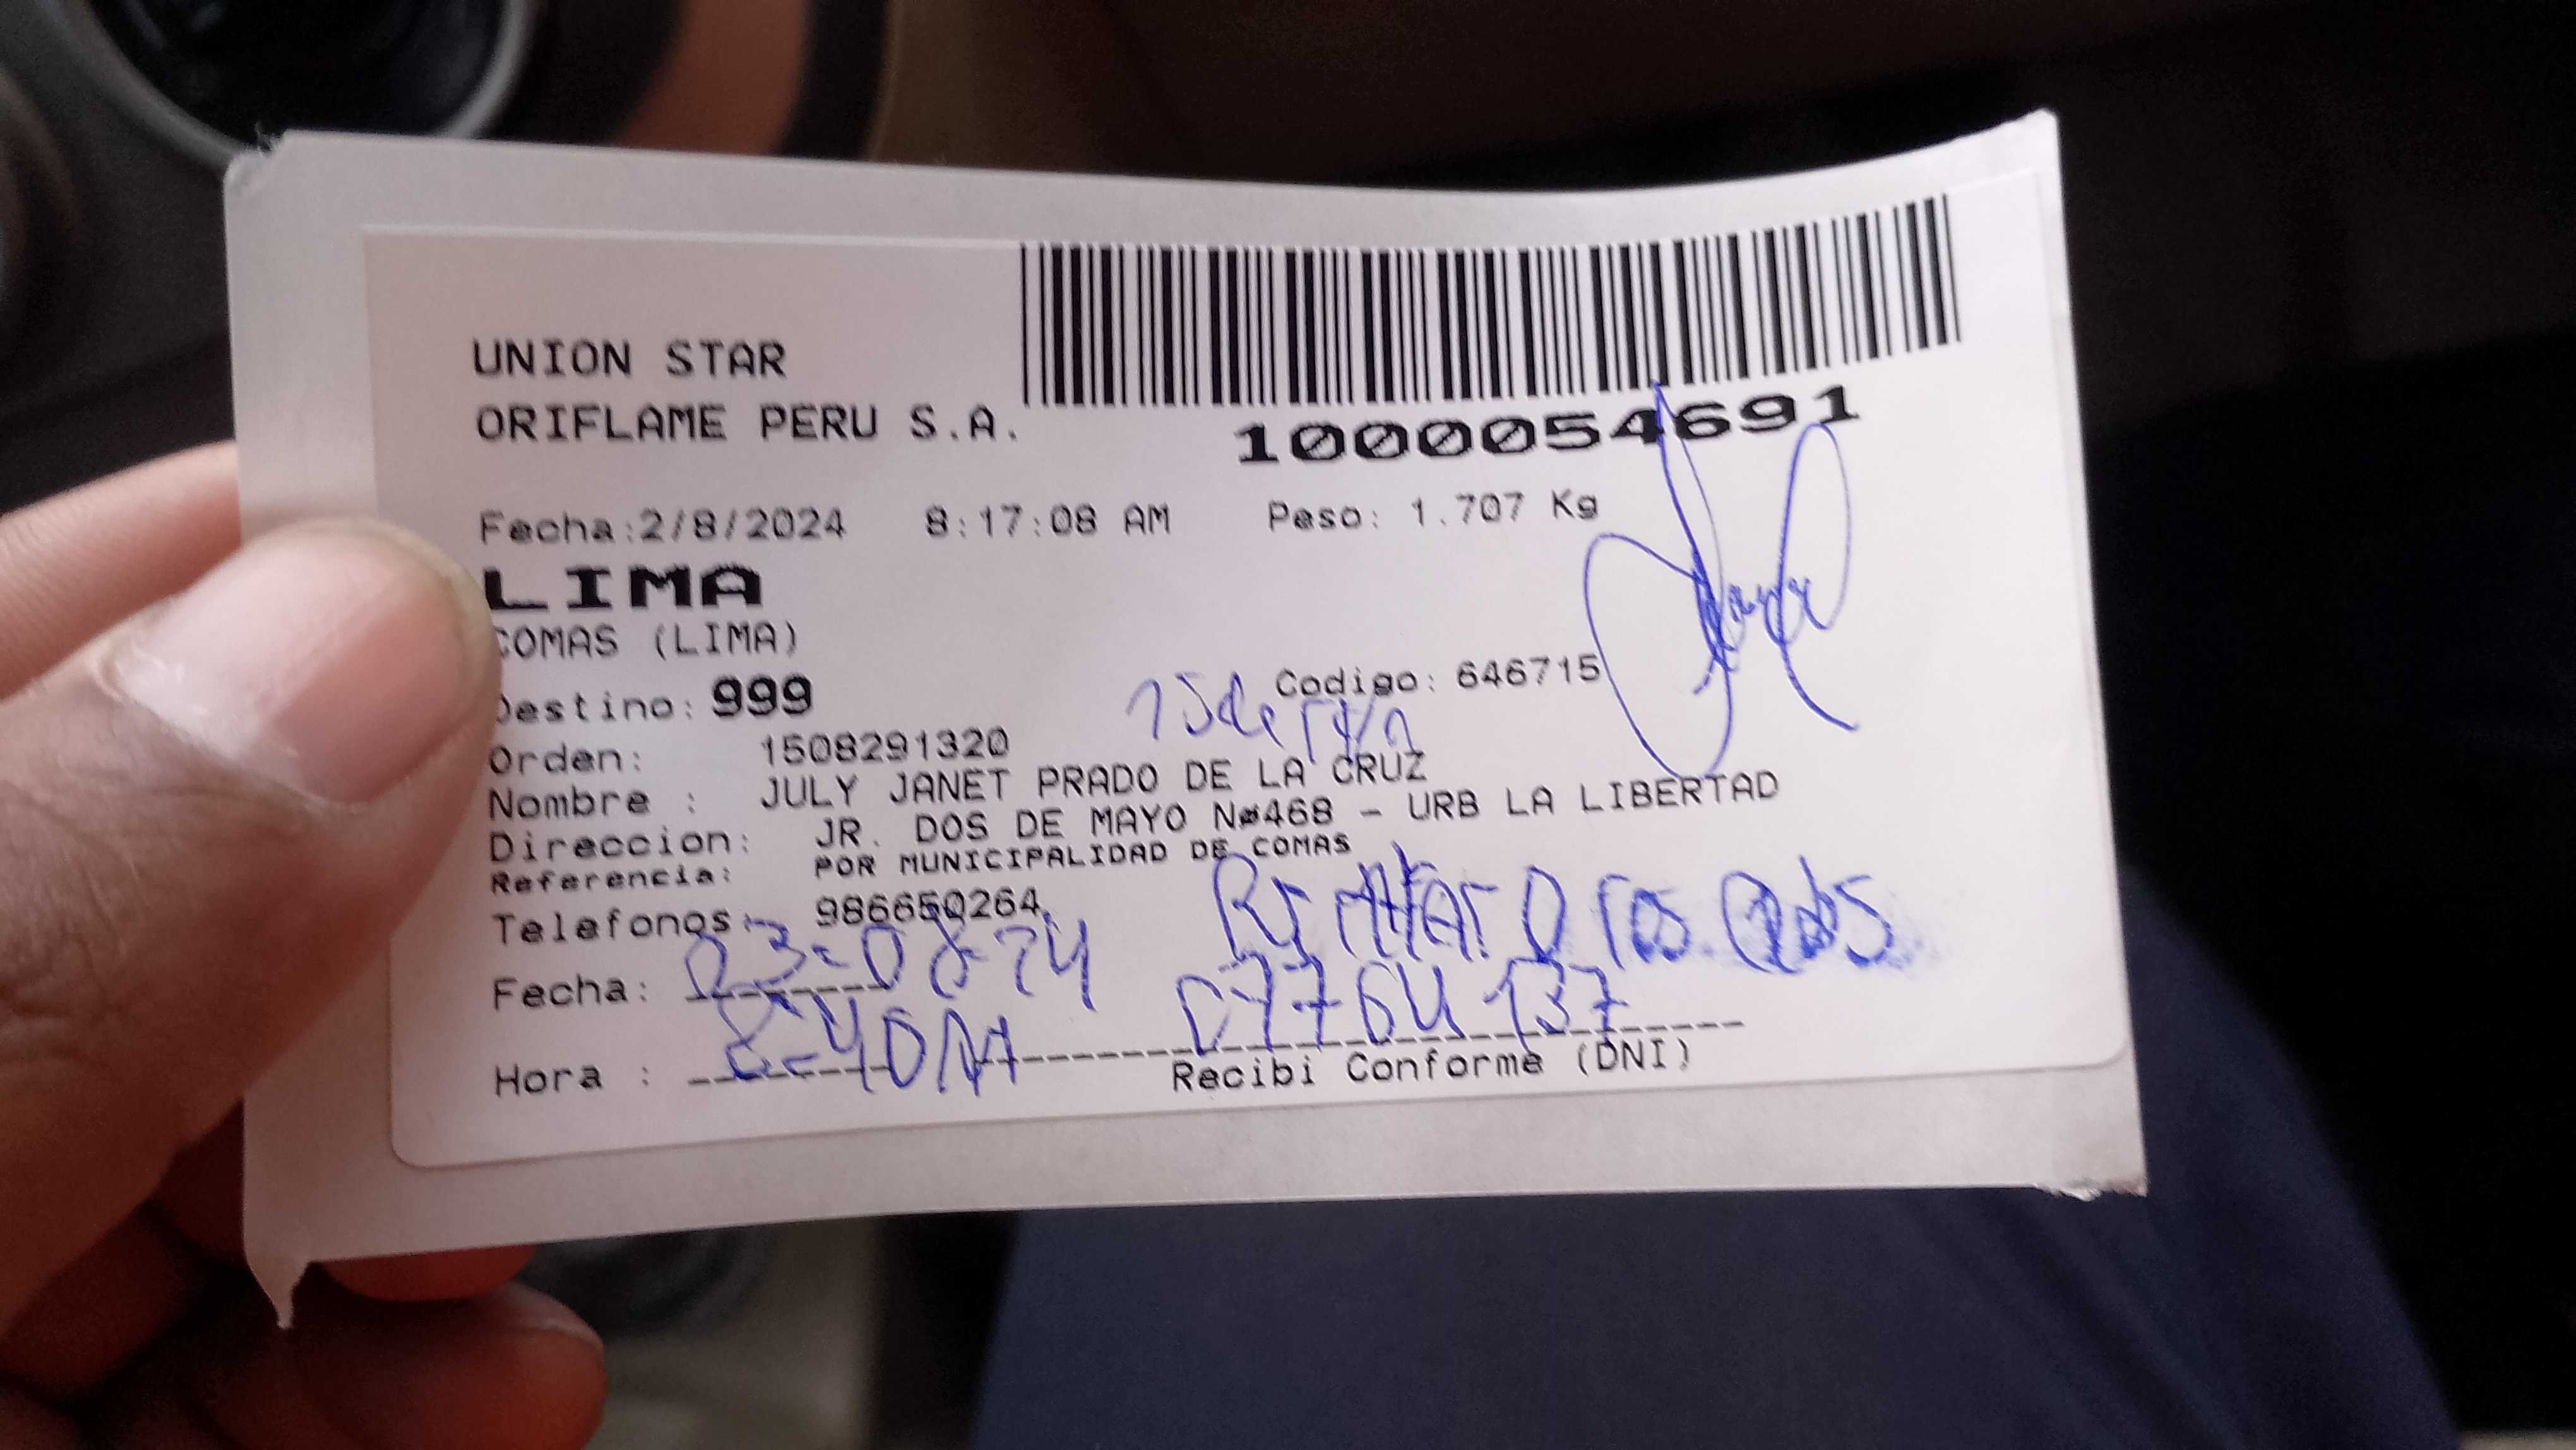 UNION STAR
ORIFLAME PERU S.A.
1000054691
Fecha:2/8/2024 8:17:08 AM Peso: 1.707 Kg
LIMA
COMAS (LIMA)
Destino: 999
Codigo: 646715
Orden: 1508291320
Nombre : JULY JANET PRADO DE LA CRUZ
Direccion: JR. DOS DE MAYO Nø468 - URB LA LIBERTAD
Referencia: POR MUNICIPALIDAD DE COMAS
Telefonos: 986650264
Fecha:
Hora :
Recibi Conforme (DNI)